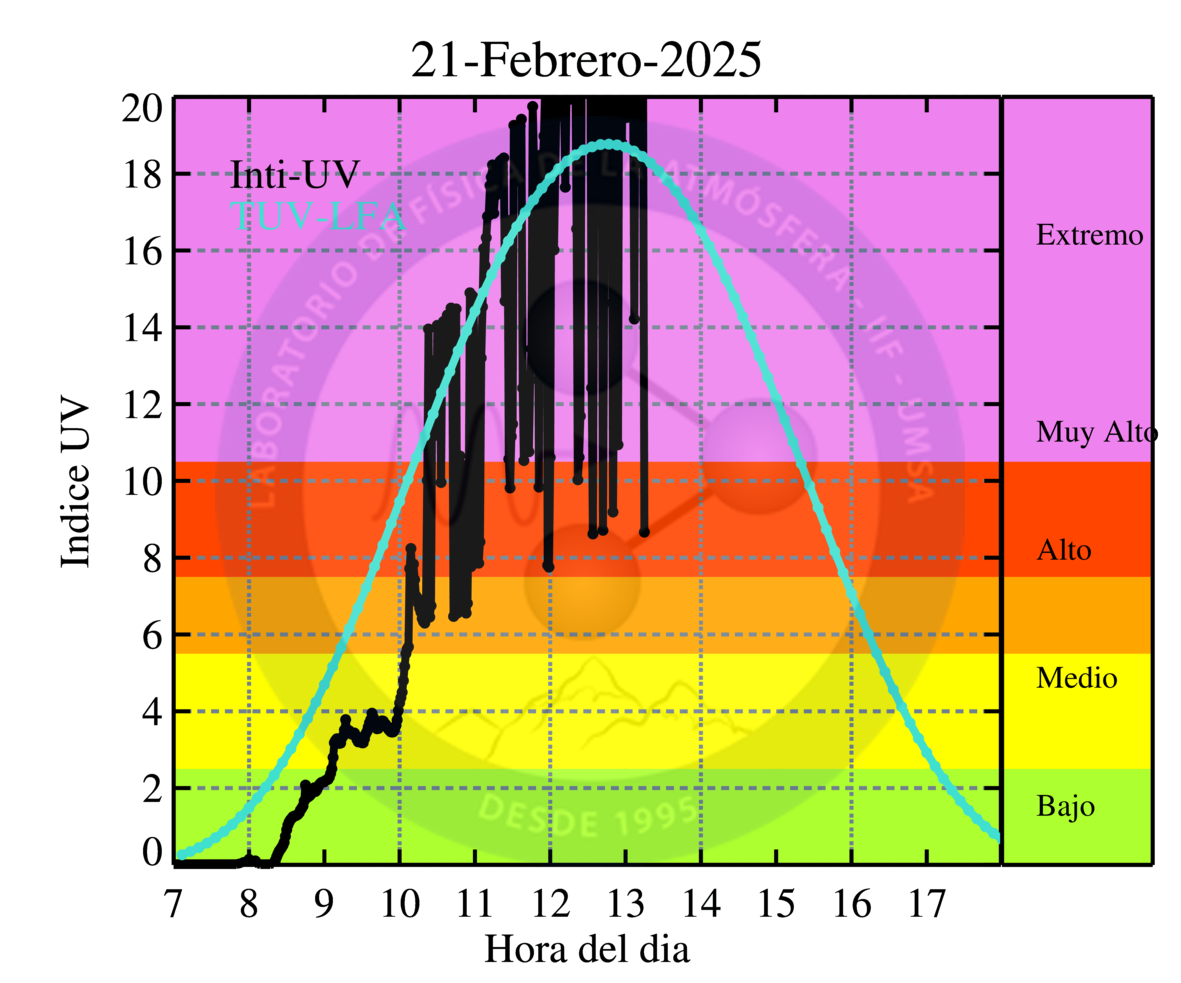 21-Febrero-2025
Indice UV
20
18
16
14
12
10
8
6
4
2
0
Inti-UV
TUV-LFA
LABORATORIO DE FÍSICA DE LA ATMÓSFERA - IIF - UMSA
DESDE 1995
Extremo
Muy Alto
Alto
Medio
Bajo
7 8 9 10 11 12 13 14 15 16 17
Hora del dia